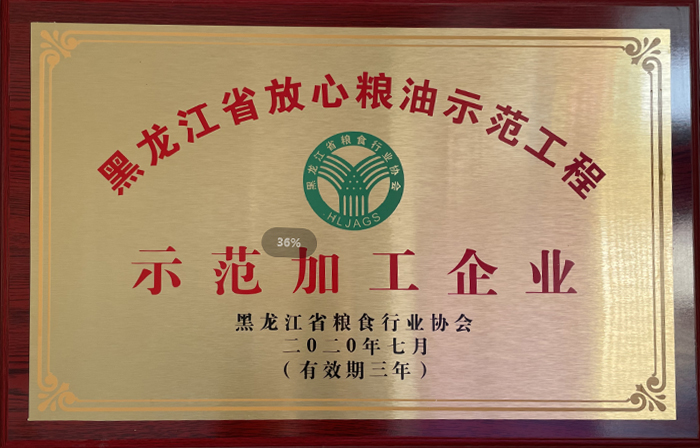 黑龙江省放心粮油示范工程
黑龙江省粮食行业协会
.HLJAGS
36%
示范加工企业
黑龙江省粮食行业协会
二0二0年七月
（有效期三年）